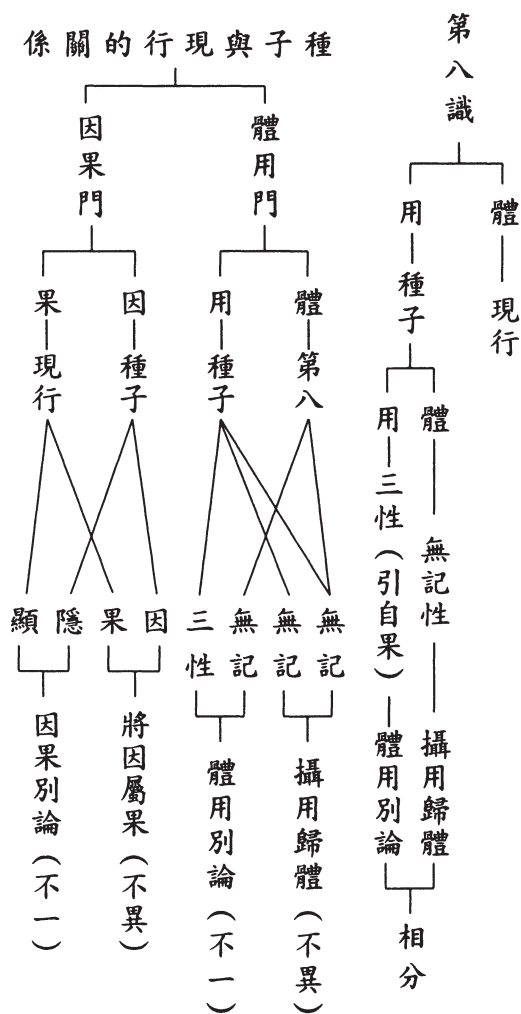 第八識
體
用
現行
種子
體
用
無記性
三性（引自果）
攝用歸體
體用別論
相分
種子與現行的關係
體用門
因果門
體
用
因
果
第八
種子
種子
現行
無記
無記
無記
三性
因
果
隱
顯
攝用歸體（不異）
體用別論（不一）
將因屬果（不異）
因果別論（不一）